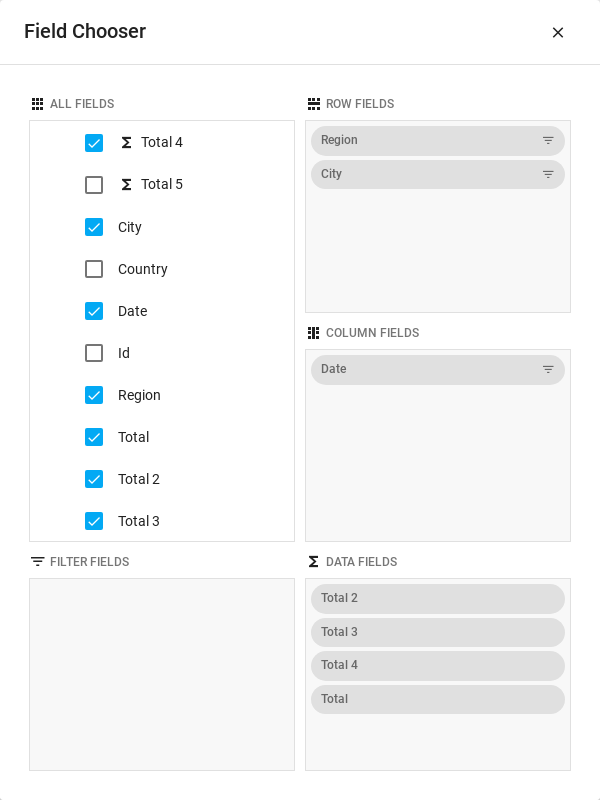 Field Chooser
ALL FIELDS
Total 4
Total 5
City
Country
Date
Id
Region
Total
Total 2
Total 3
ROW FIELDS
Region
City
COLUMN FIELDS
Date
FILTER FIELDS
DATA FIELDS
Total 2
Total 3
Total 4
Total